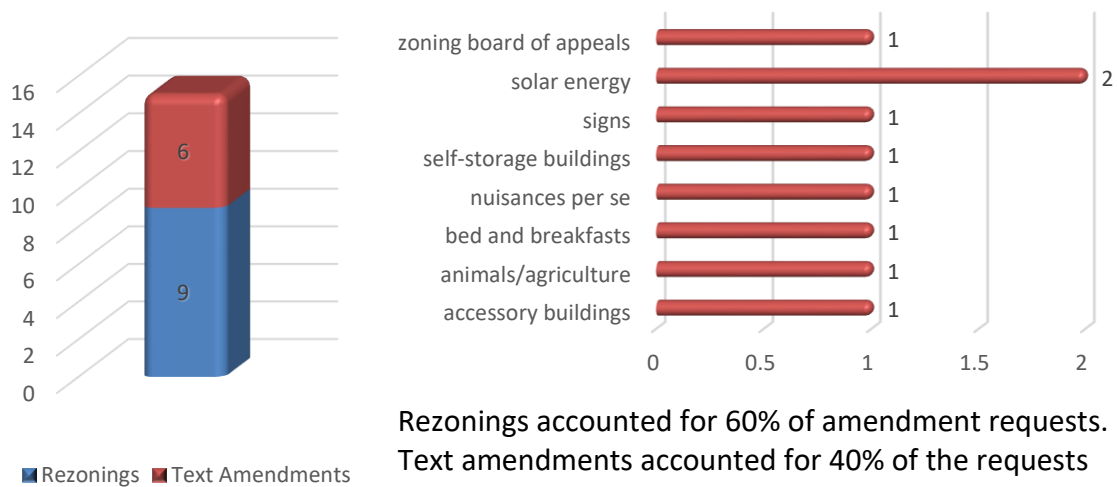 16
14
12
10
8
6
4
2
0
6
9
Rezonings Text Amendments
zoning board of appeals 1
solar energy 2
signs 1
self-storage buildings 1
nuisances per se 1
bed and breakfasts 1
animals/agriculture 1
accessory buildings 1
0 0.5 1 1.5 2
Rezonings accounted for 60% of amendment requests.
Text amendments accounted for 40% of the requests